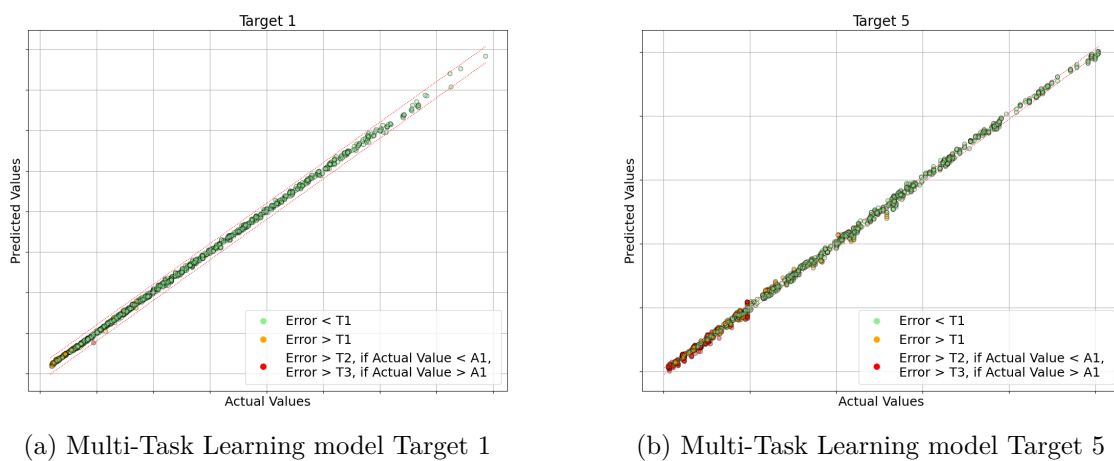 Target 1
Predicted Values
Error < T1
Error > T1
Error > T2, if Actual Value < A1,
Error > T3, if Actual Value > A1
Actual Values
(a) Multi-Task Learning model Target 1
Target 5
Predicted Values
Error < T1
Error > T1
Error > T2, if Actual Value < A1,
Error > T3, if Actual Value > A1
Actual Values
(b) Multi-Task Learning model Target 5